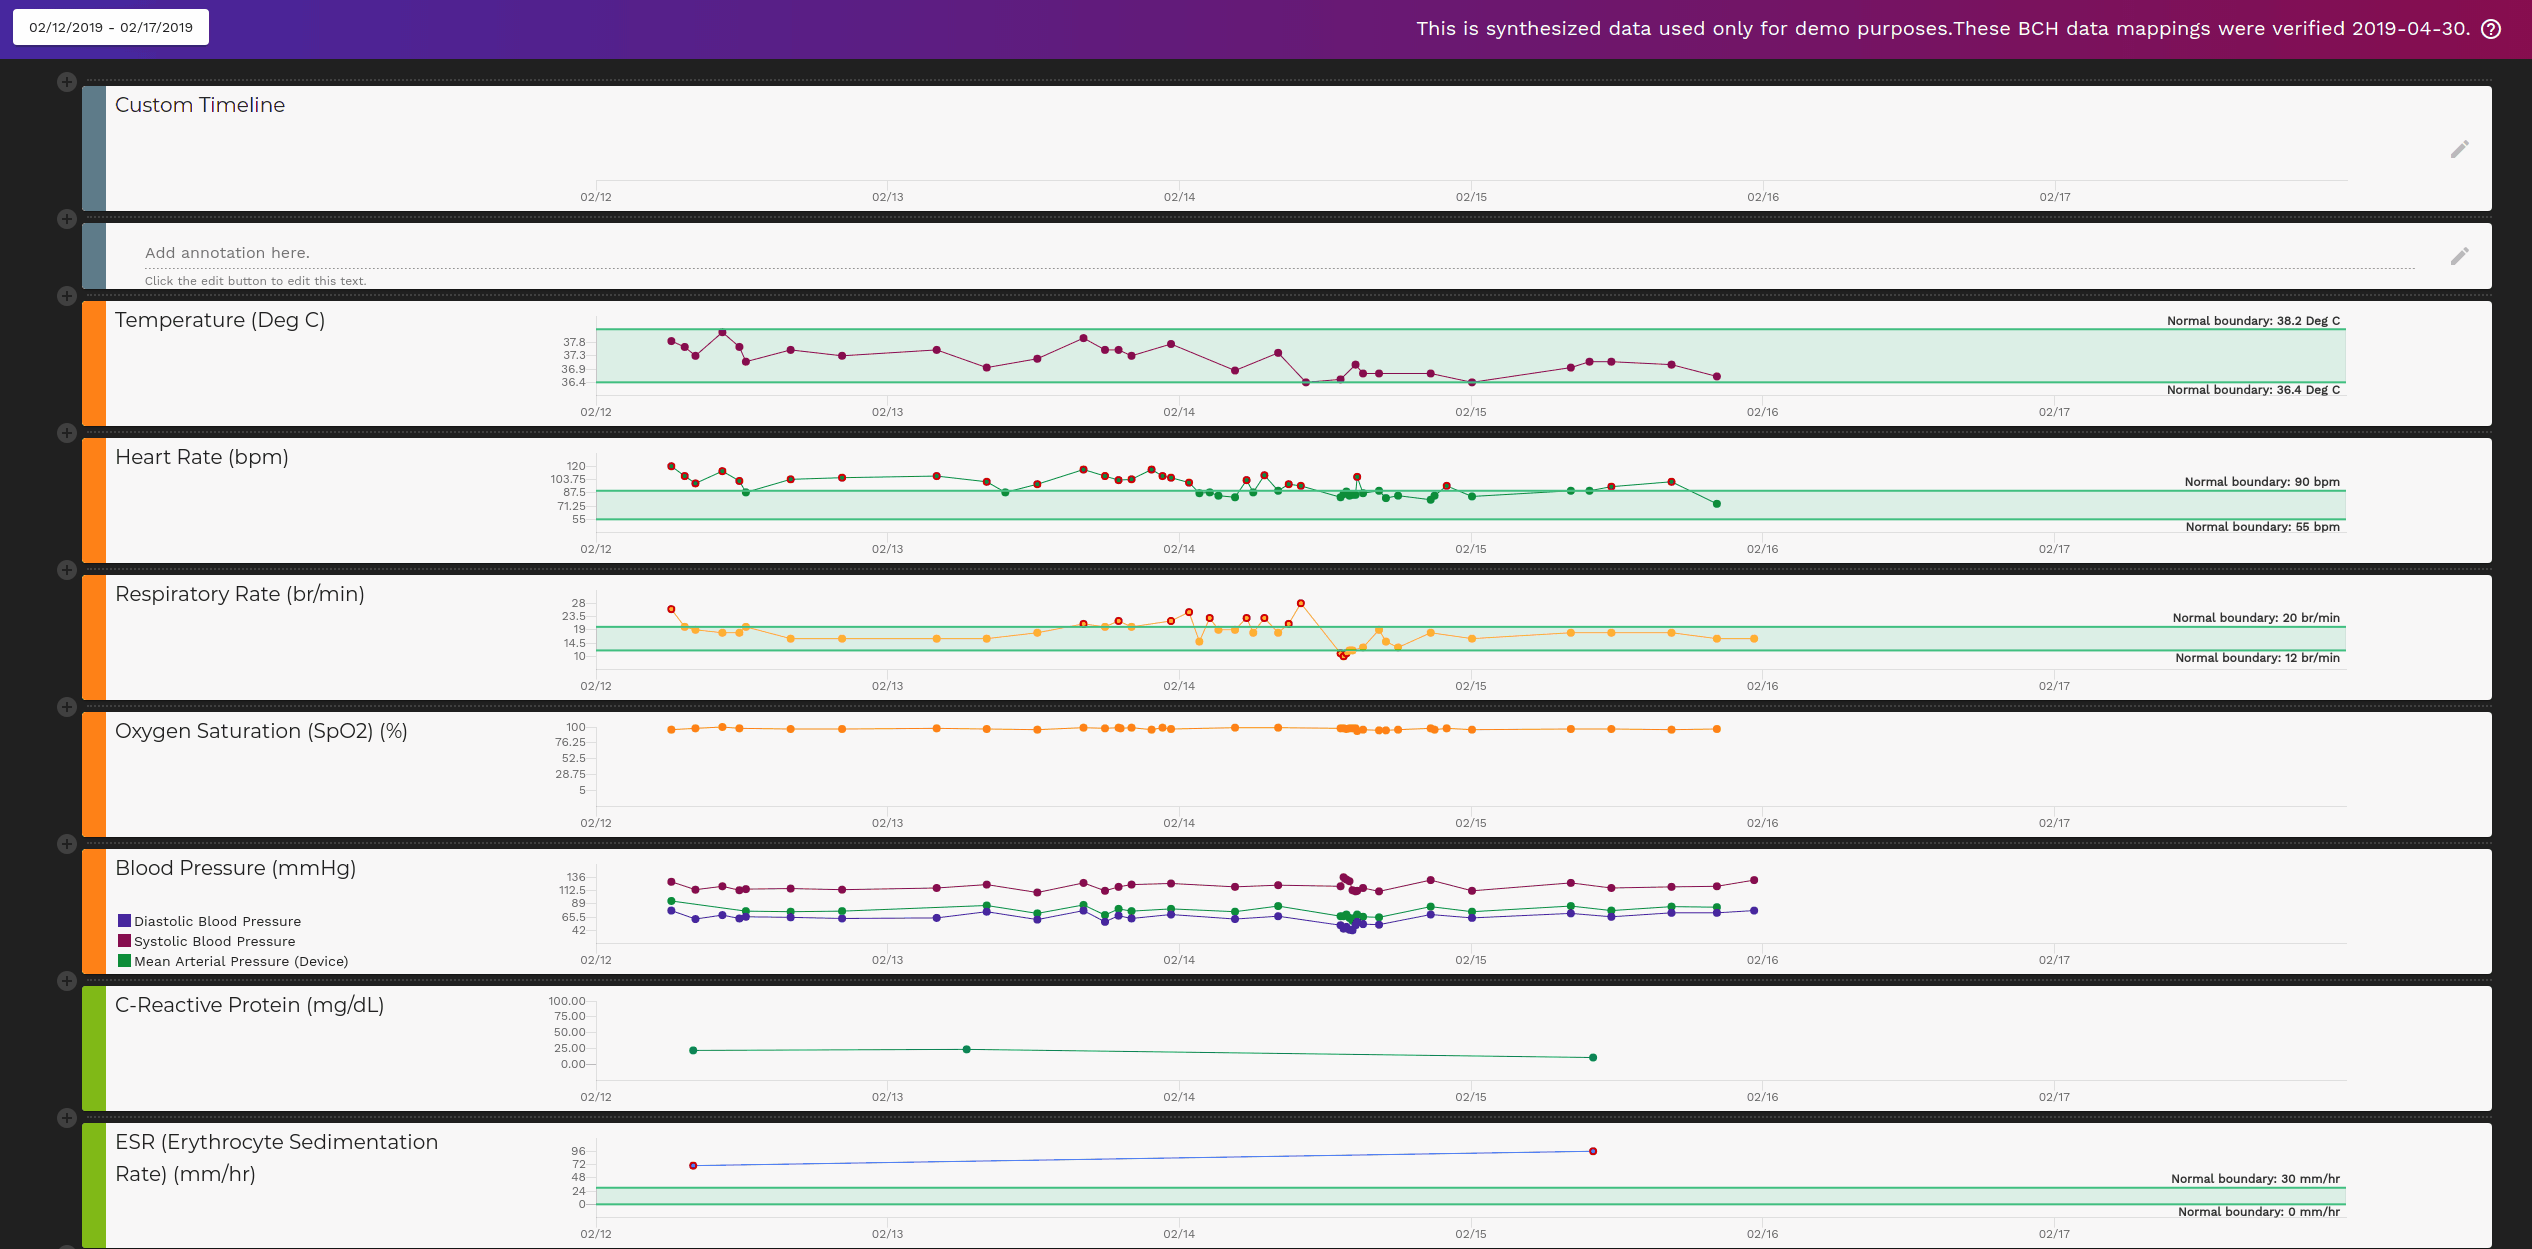 02/12/2019 - 02/17/2019
This is synthesized data used only for demo purposes.These BCH data mappings were verified 2019-04-30.
Custom Timeline
02/12 02/13 02/14 02/15 02/16 02/17
Add annotation here.
Click the edit button to edit this text.
Temperature (Deg C)
Normal boundary: 38.2 Deg C
37.8
37.3
36.9
36.4
Normal boundary: 36.4 Deg C
02/12 02/13 02/14 02/15 02/16 02/17
Heart Rate (bpm)
120
103.75
Normal boundary: 90 bpm
87.5
71.25
55
Normal boundary: 55 bpm
02/12 02/13 02/14 02/15 02/16 02/17
Respiratory Rate (br/min)
28
23.5
Normal boundary: 20 br/min
19
14.5
10
Normal boundary: 12 br/min
02/12 02/13 02/14 02/15 02/16 02/17
Oxygen Saturation (SpO2) (%)
100
76.25
52.5
28.75
5
02/12 02/13 02/14 02/15 02/16 02/17
Blood Pressure (mmHg)
136
112.5
89
65.5
42
Diastolic Blood Pressure
Systolic Blood Pressure
Mean Arterial Pressure (Device)
02/12 02/13 02/14 02/15 02/16 02/17
C-Reactive Protein (mg/dL)
100.00
75.00
50.00
25.00
0.00
02/12 02/13 02/14 02/15 02/16 02/17
ESR (Erythrocyte Sedimentation
Rate) (mm/hr)
96
72
48
Normal boundary: 30 mm/hr
24
0
Normal boundary: 0 mm/hr
02/12 02/13 02/14 02/15 02/16 02/17